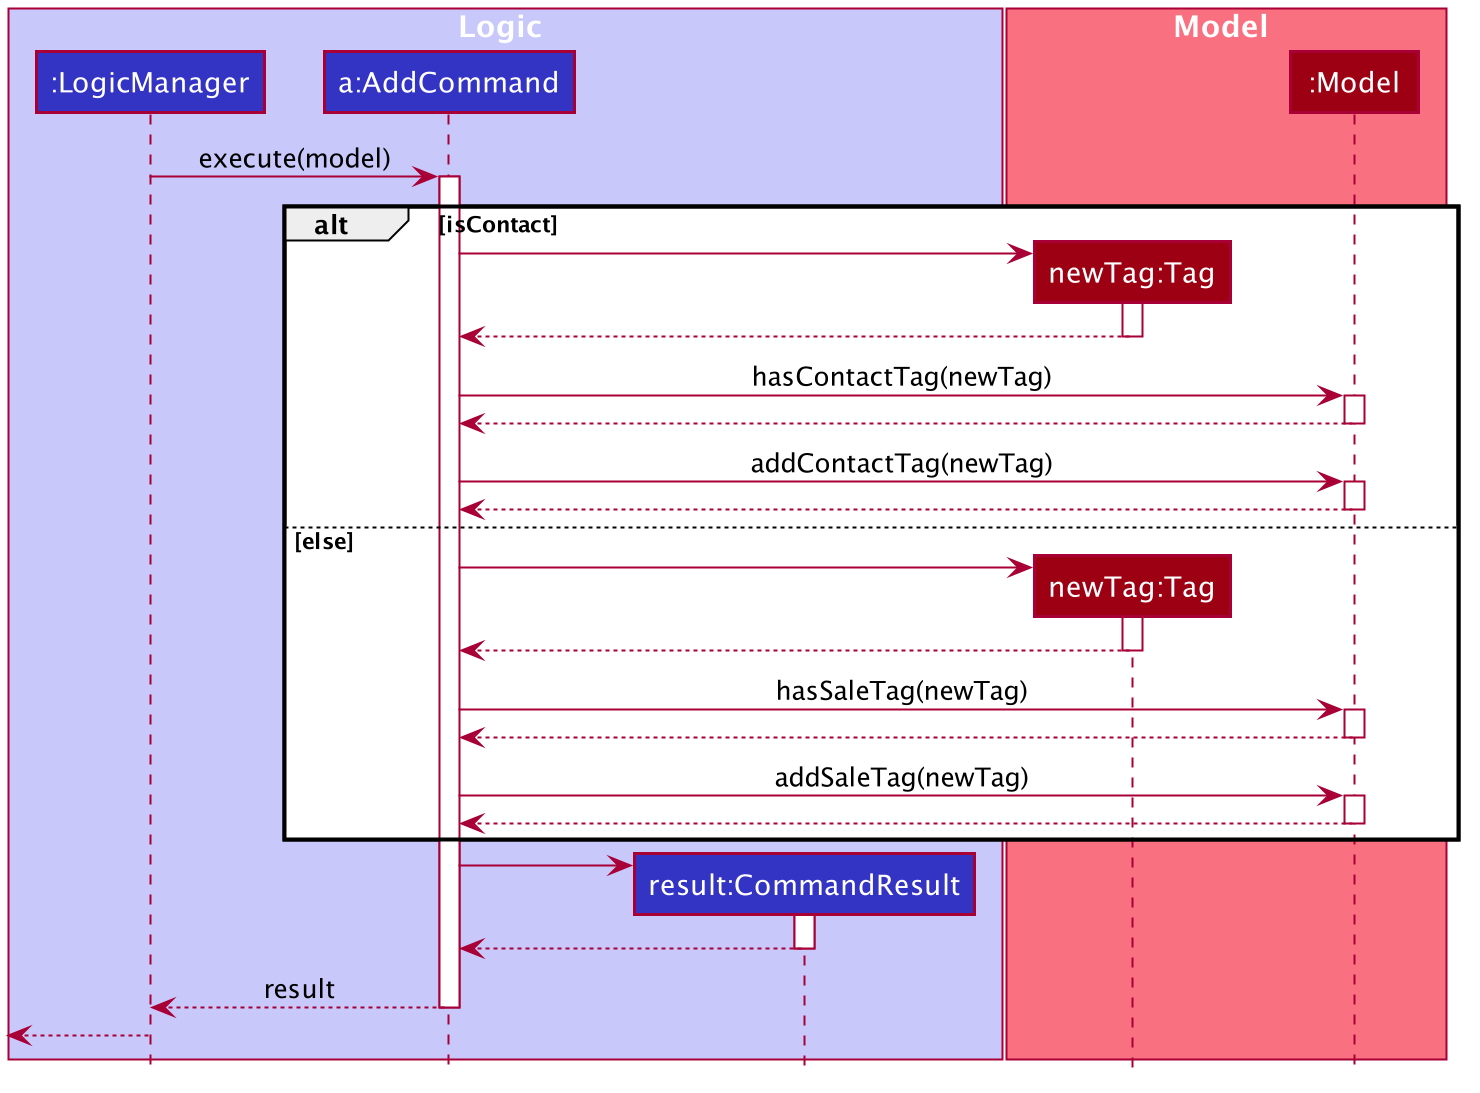 Logic
Model
:LogicManager
a:AddCommand
:Model
execute(model)
alt
[isContact]
newTag:Tag
hasContactTag(newTag)
addContactTag(newTag)
[else]
newTag:Tag
hasSaleTag(newTag)
addSaleTag(newTag)
result:CommandResult
result